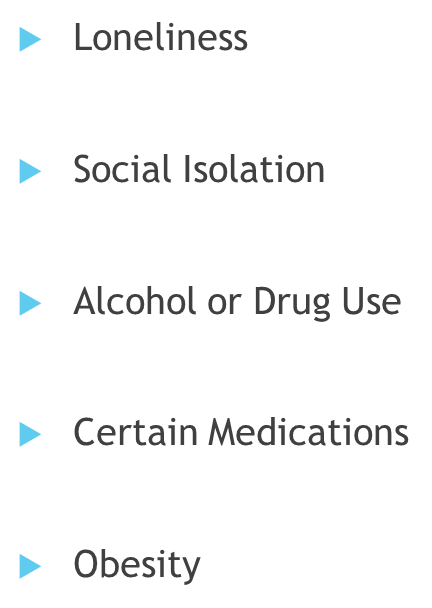 Loneliness
Social Isolation
Alcohol or Drug Use
Certain Medications
Obesity